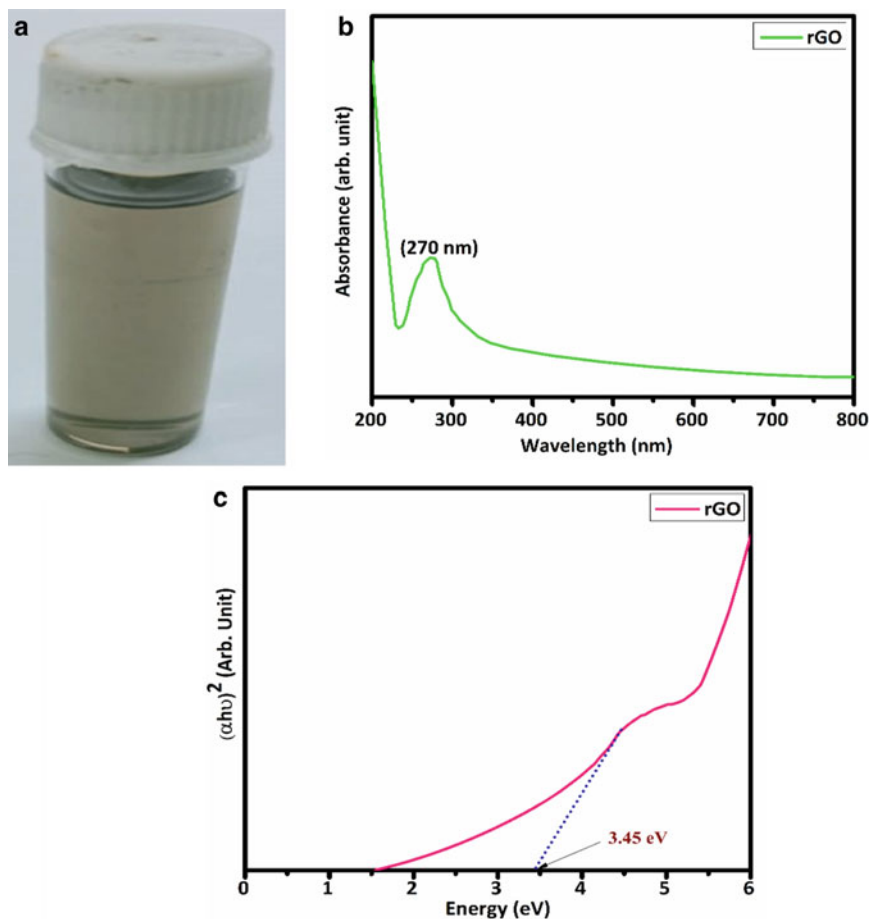 a
b
rGO
(270 nm)
Absorbance (arb. unit)
200 300 400 500 600 700 800
Wavelength (nm)
c
rGO
(αhυ)² (Arb. Unit)
3.45 eV
0 1 2 3 4 5 6
Energy (eV)